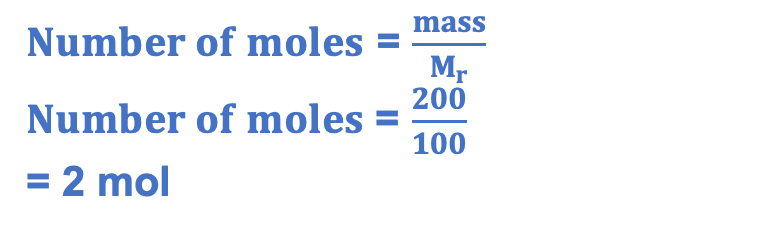 Number of moles = mass/Mᵣ
Number of moles = 200/100
= 2 mol